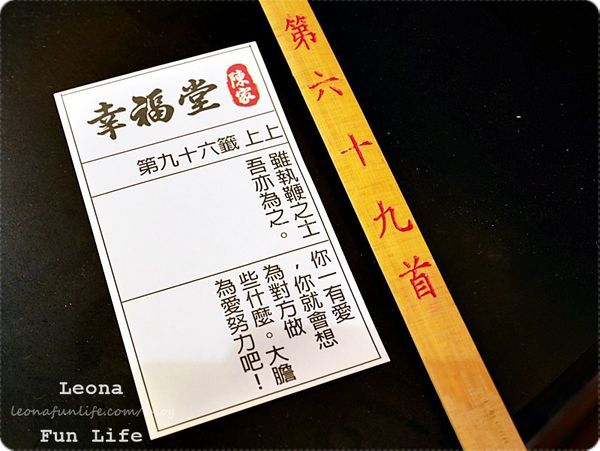 幸福堂
陳家
第九十六籤 上上
雖執鞭之士
吾亦為之。
你一有愛
，你就會想
為對方做
些什麼。大膽
為愛努力吧！
第六十九首
Leona
leonafunlife.com/blog
Fun Life